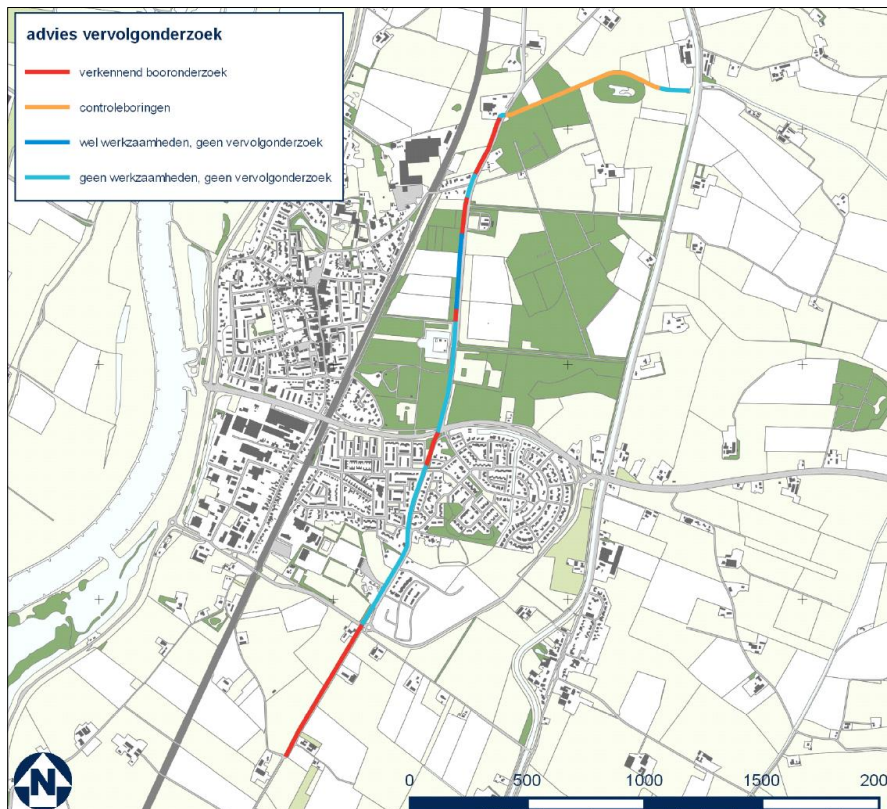 advies vervolgonderzoek
verkennend booronderzoek
controleboringen
wel werkzaamheden, geen vervolgonderzoek
geen werkzaamheden, geen vervolgonderzoek
N
0 500 1000 1500 200